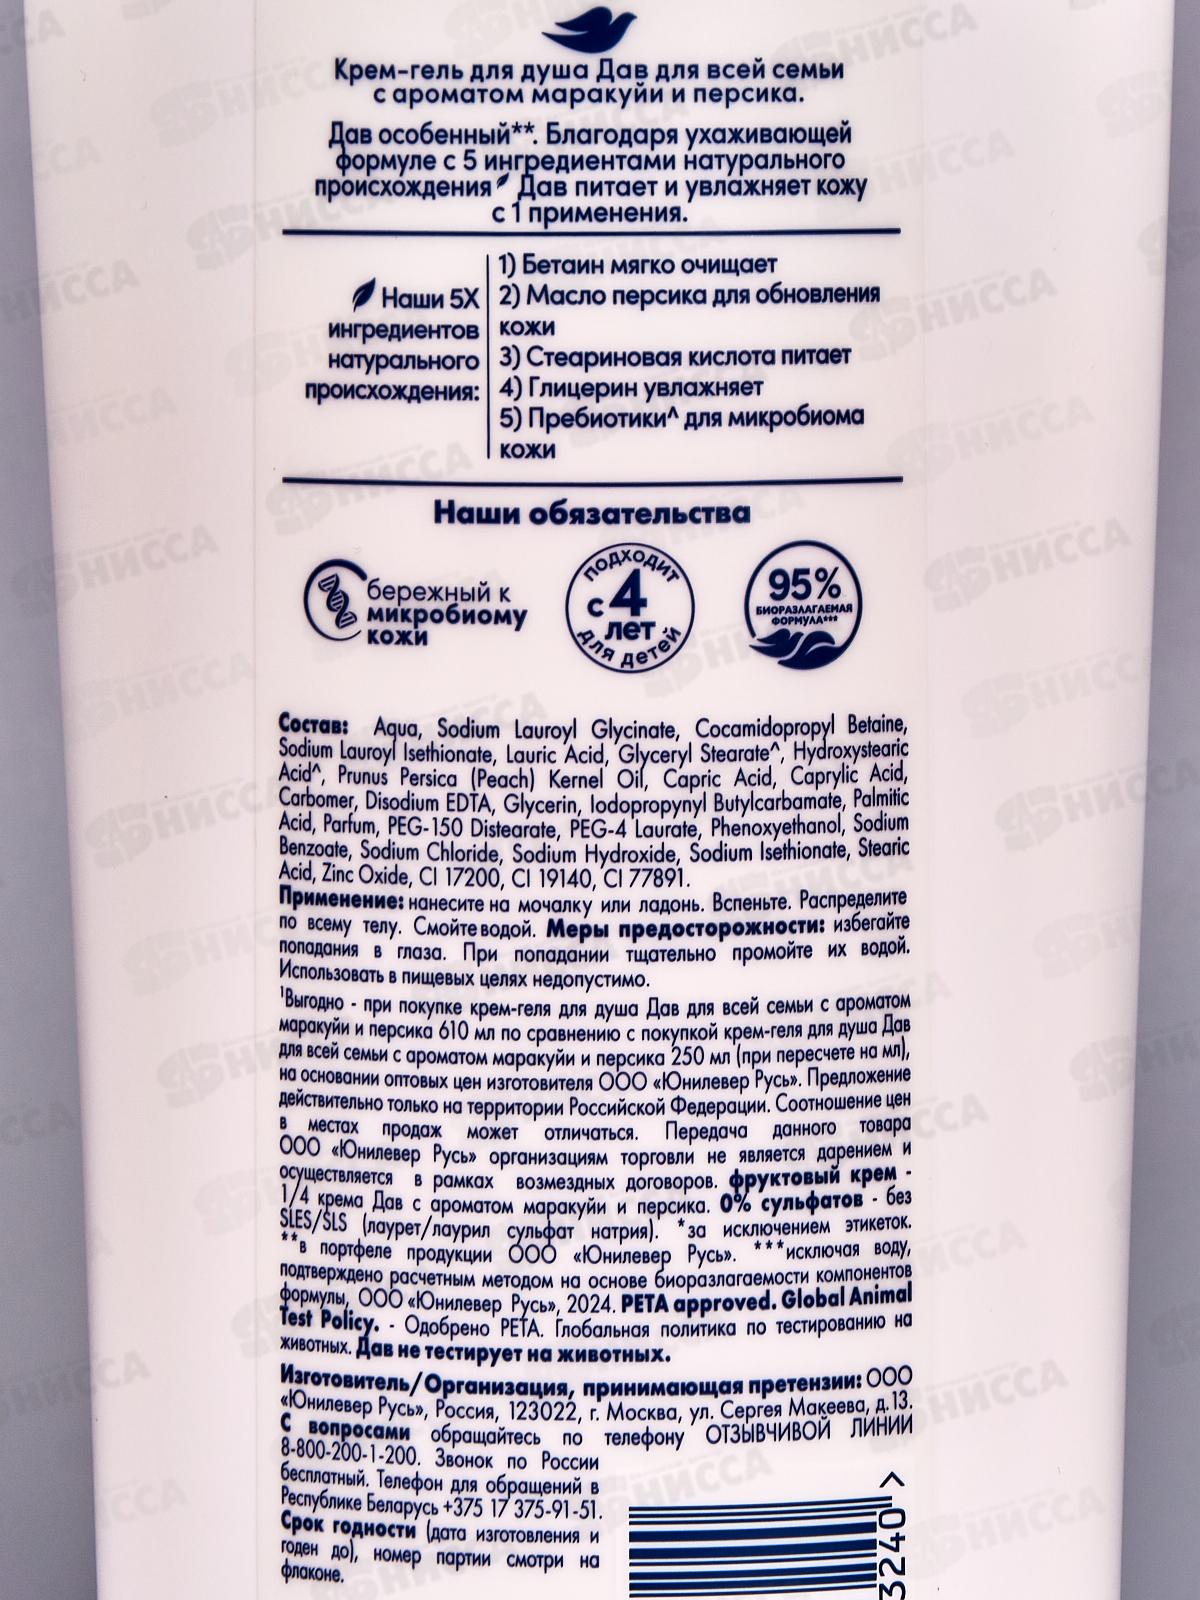 Крем-гель для душа Дав для всей семьи
с ароматом маракуйи и персика.
Дав особенный**. Благодаря ухаживающей
формуле с 5 ингредиентами натурального
происхождения Дав питает и увлажняет кожу
с 1 применения.
Наши 5X
ингредиентов
натурального
происхождения:
1) Бетаин мягко очищает
2) Масло персика для обновления
кожи
3) Стеариновая кислота питает
4) Глицерин увлажняет
5) Пребиотики^ для микробиома
кожи
Наши обязательства
бережный к
микробиому
кожи
подходит
с 4
лет
для детей
95%
БИОРАЗЛАГАЕМАЯ
ФОРМУЛА***
Состав: Aqua, Sodium Lauroyl Glycinate, Cocamidopropyl Betaine,
Sodium Lauroyl Isethionate, Lauric Acid, Glyceryl Stearate^, Hydroxystearic
Acid^, Prunus Persica (Peach) Kernel Oil, Capric Acid, Caprylic Acid,
Carbomer, Disodium EDTA, Glycerin, Iodopropynyl Butylcarbamate, Palmitic
Acid, Parfum, PEG-150 Distearate, PEG-4 Laurate, Phenoxyethanol, Sodium
Benzoate, Sodium Chloride, Sodium Hydroxide, Sodium Isethionate, Stearic
Acid, Zinc Oxide, CI 17200, CI 19140, CI 77891.
Применение: нанесите на мочалку или ладонь. Вспеньте. Распределите
по всему телу. Смойте водой. Меры предосторожности: избегайте
попадания в глаза. При попадании тщательно промойте их водой.
Использовать в пищевых целях недопустимо.
¹Выгодно - при покупке крем-геля для душа Дав для всей семьи с ароматом
маракуйи и персика 610 мл по сравнению с покупкой крем-геля для душа Дав
для всей семьи с ароматом маракуйи и персика 250 мл (при пересчете на мл),
на основании оптовых цен изготовителя ООО «Юнилевер Русь». Предложение
действительно только на территории Российской Федерации. Соотношение цен
в местах продаж может отличаться. Передача данного товара
ООО «Юнилевер Русь» организациям торговли не является дарением и
осуществляется в рамках возмездных договоров. фруктовый крем -
1/4 крема Дав с ароматом маракуйи и персика. 0% сульфатов - без
SLES/SLS (лаурет/лаурил сульфат натрия). *за исключением этикеток.
**в портфеле продукции ООО «Юнилевер Русь». ***исключая воду,
подтверждено расчетным методом на основе биоразлагаемости компонентов
формулы, ООО «Юнилевер Русь», 2024. PETA approved. Global Animal
Test Policy. - Одобрено PETA. Глобальная политика по тестированию на
животных. Дав не тестирует на животных.
Изготовитель/Организация, принимающая претензии: ООО
«Юнилевер Русь», Россия, 123022, г. Москва, ул. Сергея Макеева, д.13.
С вопросами обращайтесь по телефону ОТЗЫВЧИВОЙ ЛИНИИ
8-800-200-1-200. Звонок по России
бесплатный. Телефон для обращений в
Республике Беларусь +375 17 375-91-51.
Срок годности (дата изготовления и
годен до), номер партии смотри на
флаконе.
3240 >